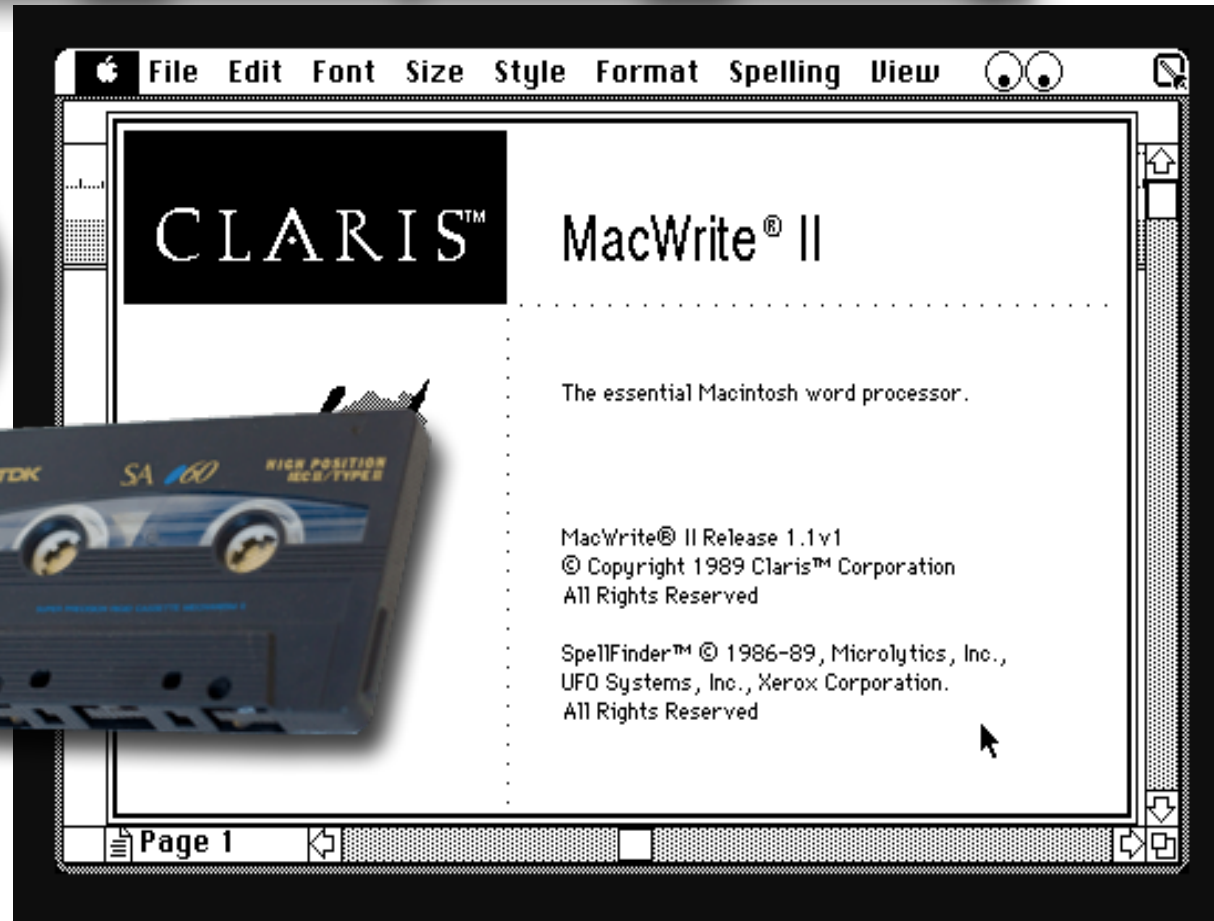 File Edit Font Size Style Format Spelling View
CLARIS™
MacWrite® II
The essential Macintosh word processor.
TDK SA 60 HIGH POSITION
IECII/TYPEII
MacWrite® II Release 1.1v1
© Copyright 1989 Claris™ Corporation
All Rights Reserved
SpellFinder™ © 1986-89, Microlytics, Inc.,
UFO Systems, Inc., Xerox Corporation.
All Rights Reserved
Page 1